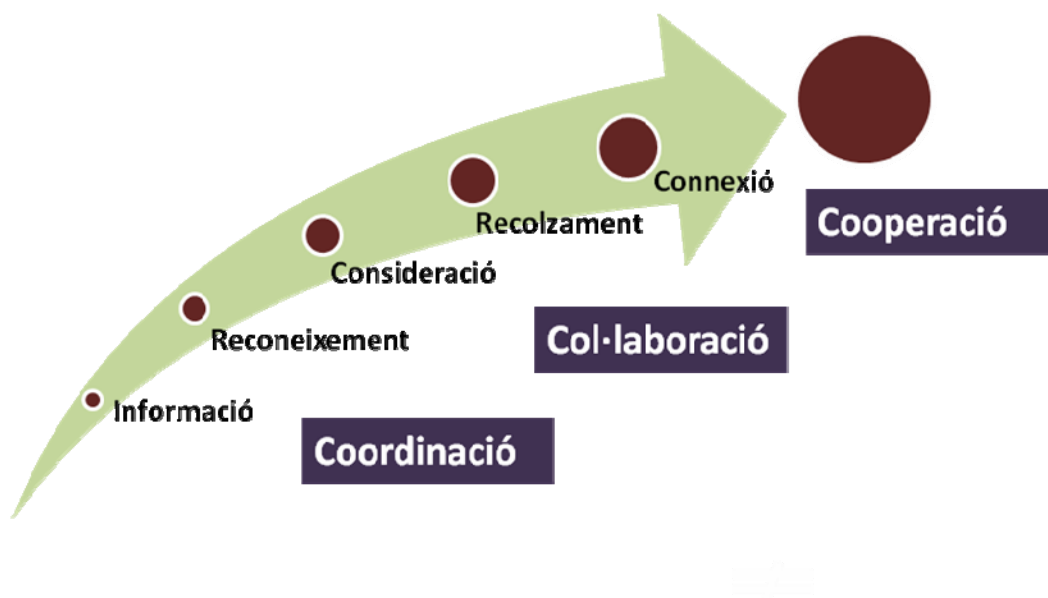 Connexió
Cooperació
Recolzament
Consideració
Col·laboració
Reconeixement
Informació
Coordinació